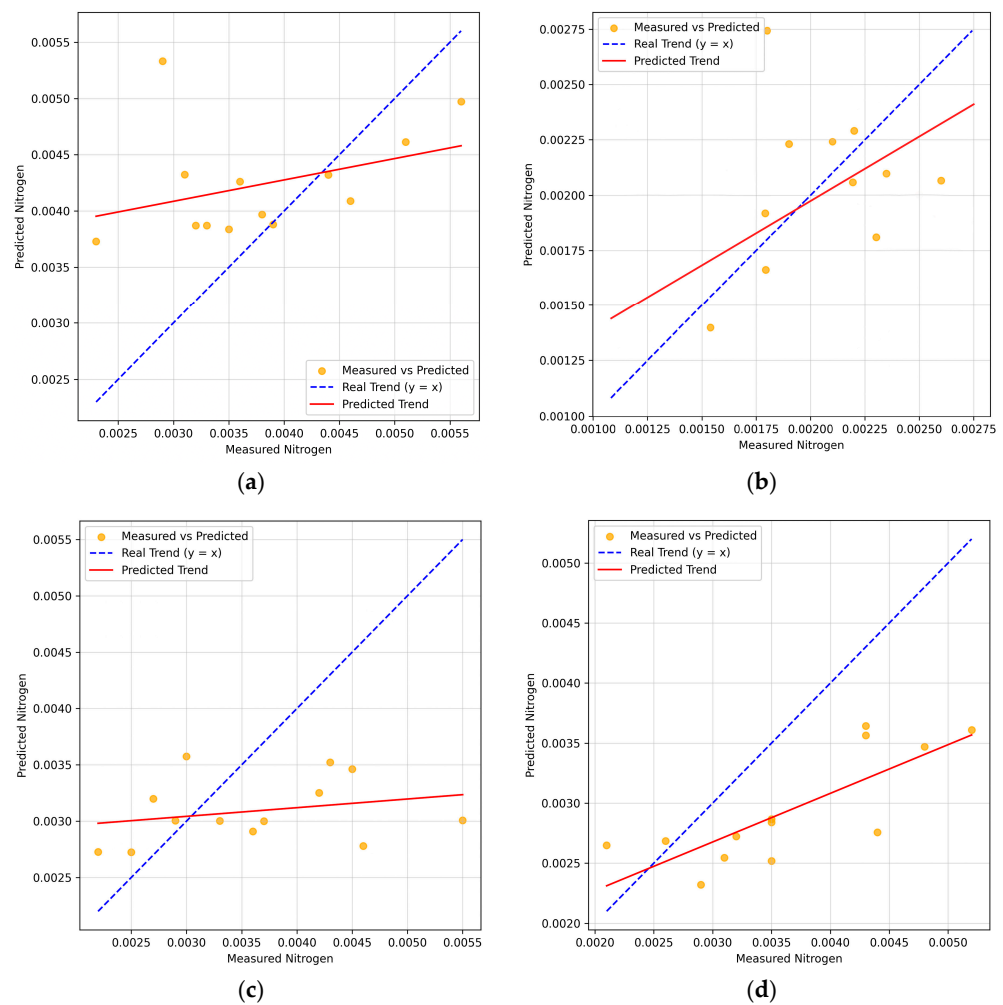 0.0055
0.0050
0.0045
0.0040
0.0035
0.0030
0.0025
Predicted Nitrogen
Measured vs Predicted
Real Trend (y = x)
Predicted Trend
0.0025 0.0030 0.0035 0.0040 0.0045 0.0050 0.0055
Measured Nitrogen
(a)
Measured vs Predicted
Real Trend (y = x)
Predicted Trend
0.00275
0.00250
0.00225
0.00200
0.00175
0.00150
0.00125
0.00100
Predicted Nitrogen
0.00100 0.00125 0.00150 0.00175 0.00200 0.00225 0.00250 0.00275
Measured Nitrogen
(b)
Measured vs Predicted
Real Trend (y = x)
Predicted Trend
0.0055
0.0050
0.0045
0.0040
0.0035
0.0030
0.0025
Predicted Nitrogen
0.0025 0.0030 0.0035 0.0040 0.0045 0.0050 0.0055
Measured Nitrogen
(c)
Measured vs Predicted
Real Trend (y = x)
Predicted Trend
0.0050
0.0045
0.0040
0.0035
0.0030
0.0025
0.0020
Predicted Nitrogen
0.0020 0.0025 0.0030 0.0035 0.0040 0.0045 0.0050
Measured Nitrogen
(d)